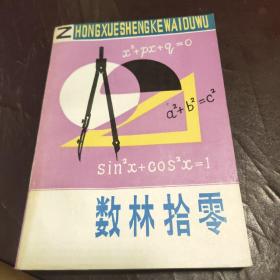 ZHONGXUESHENGKEWAIDUWU
x²+px+q=0
a²+b²=c²
sin²x+cos²x=1
数林拾零